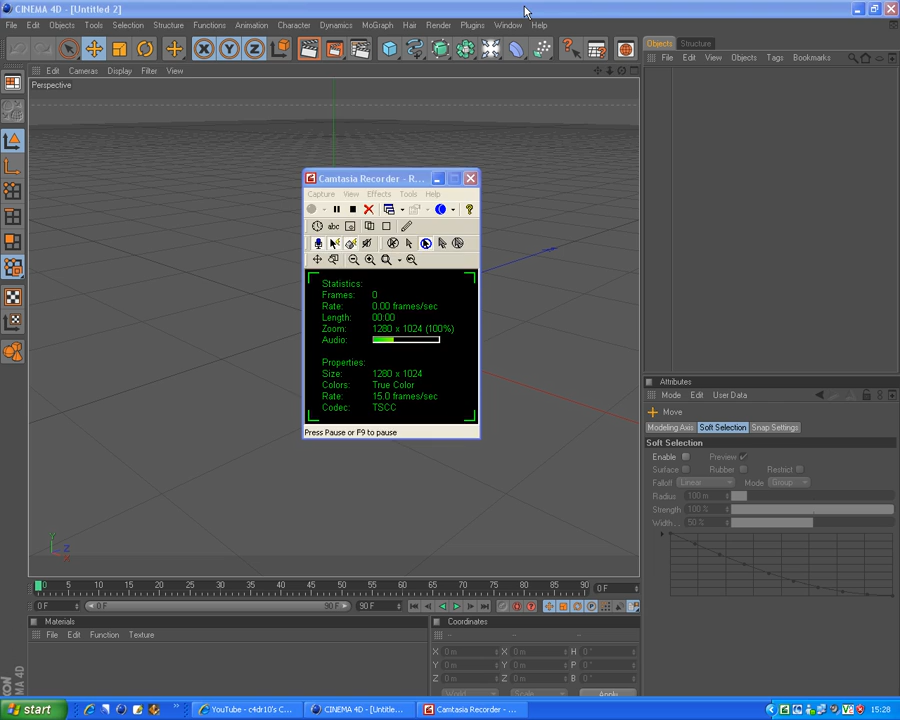 CINEMA 4D - [Untitled 2]
File Edit Objects Tools Selection Structure Functions Animation Character Dynamics MoGraph Hair Render Plugins Window Help
X Y Z
Objects Structure
Edit Cameras Display Filter View
File Edit View Objects Tags Bookmarks
Perspective
Camtasia Recorder - R...
Capture View Effects Tools Help
abc
Statistics:
Frames: 0
Rate: 0.00 frames/sec
Length: 00:00
Zoom: 1280 x 1024 (100%)
Audio:
Properties:
Size: 1280 x 1024
Colors: True Color
Rate: 15.0 frames/sec
Codec: TSCC
Press Pause or F9 to pause
Attributes
Mode Edit User Data
Move
Modeling Axis Soft Selection Snap Settings
Soft Selection
Enable Preview
Surface Rubber Restrict
Falloff Linear Mode Group
Radius 100 m
Strength 100 %
Width.. 50 %
Y Z X
0 5 10 15 20 25 30 35 40 45 50 55 60 65 70 75 80 85 90 0 F
0 F 0 F 90 F 90 F
Materials
File Edit Function Texture
Coordinates
X 0 m X 0 m H 0 °
Y 0 m Y 0 m P 0 °
Z 0 m Z 0 m B 0 °
World Scale Apply
start
YouTube - c4dr10's C...
CINEMA 4D - [Untitle...
Camtasia Recorder - ...
15:28